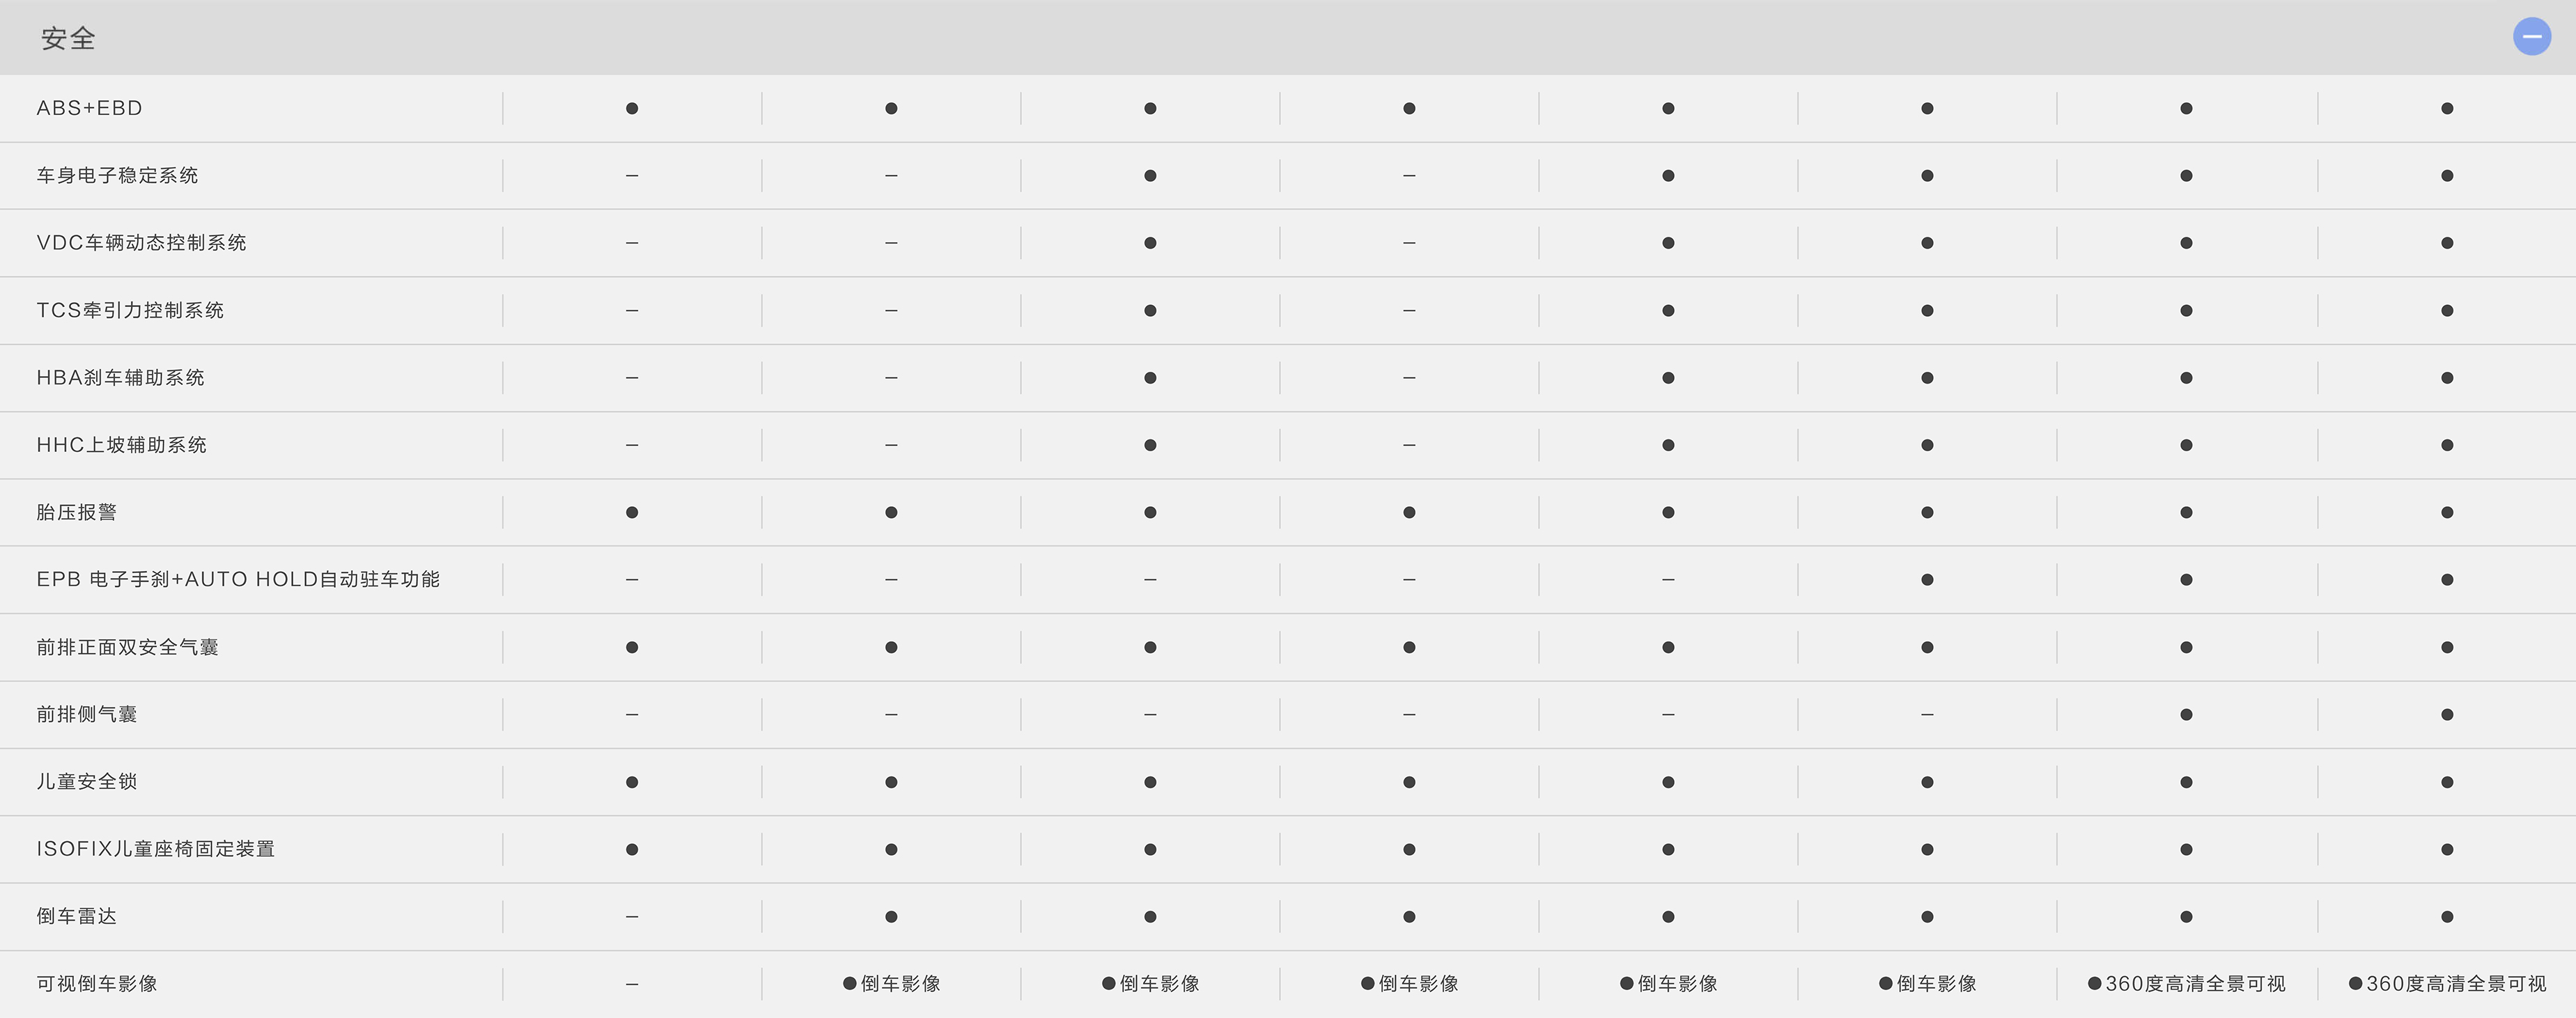 安全
ABS+EBD ● ● ● ● ● ● ● ●
车身电子稳定系统 – – ● – ● ● ● ●
VDC车辆动态控制系统 – – ● – ● ● ● ●
TCS牵引力控制系统 – – ● – ● ● ● ●
HBA刹车辅助系统 – – ● – ● ● ● ●
HHC上坡辅助系统 – – ● – ● ● ● ●
胎压报警 ● ● ● ● ● ● ● ●
EPB 电子手刹+AUTO HOLD自动驻车功能 – – – – – ● ● ●
前排正面双安全气囊 ● ● ● ● ● ● ● ●
前排侧气囊 – – – – – – ● ●
儿童安全锁 ● ● ● ● ● ● ● ●
ISOFIX儿童座椅固定装置 ● ● ● ● ● ● ● ●
倒车雷达 – ● ● ● ● ● ● ●
可视倒车影像 – ●倒车影像 ●倒车影像 ●倒车影像 ●倒车影像 ●倒车影像 ●360度高清全景可视 ●360度高清全景可视